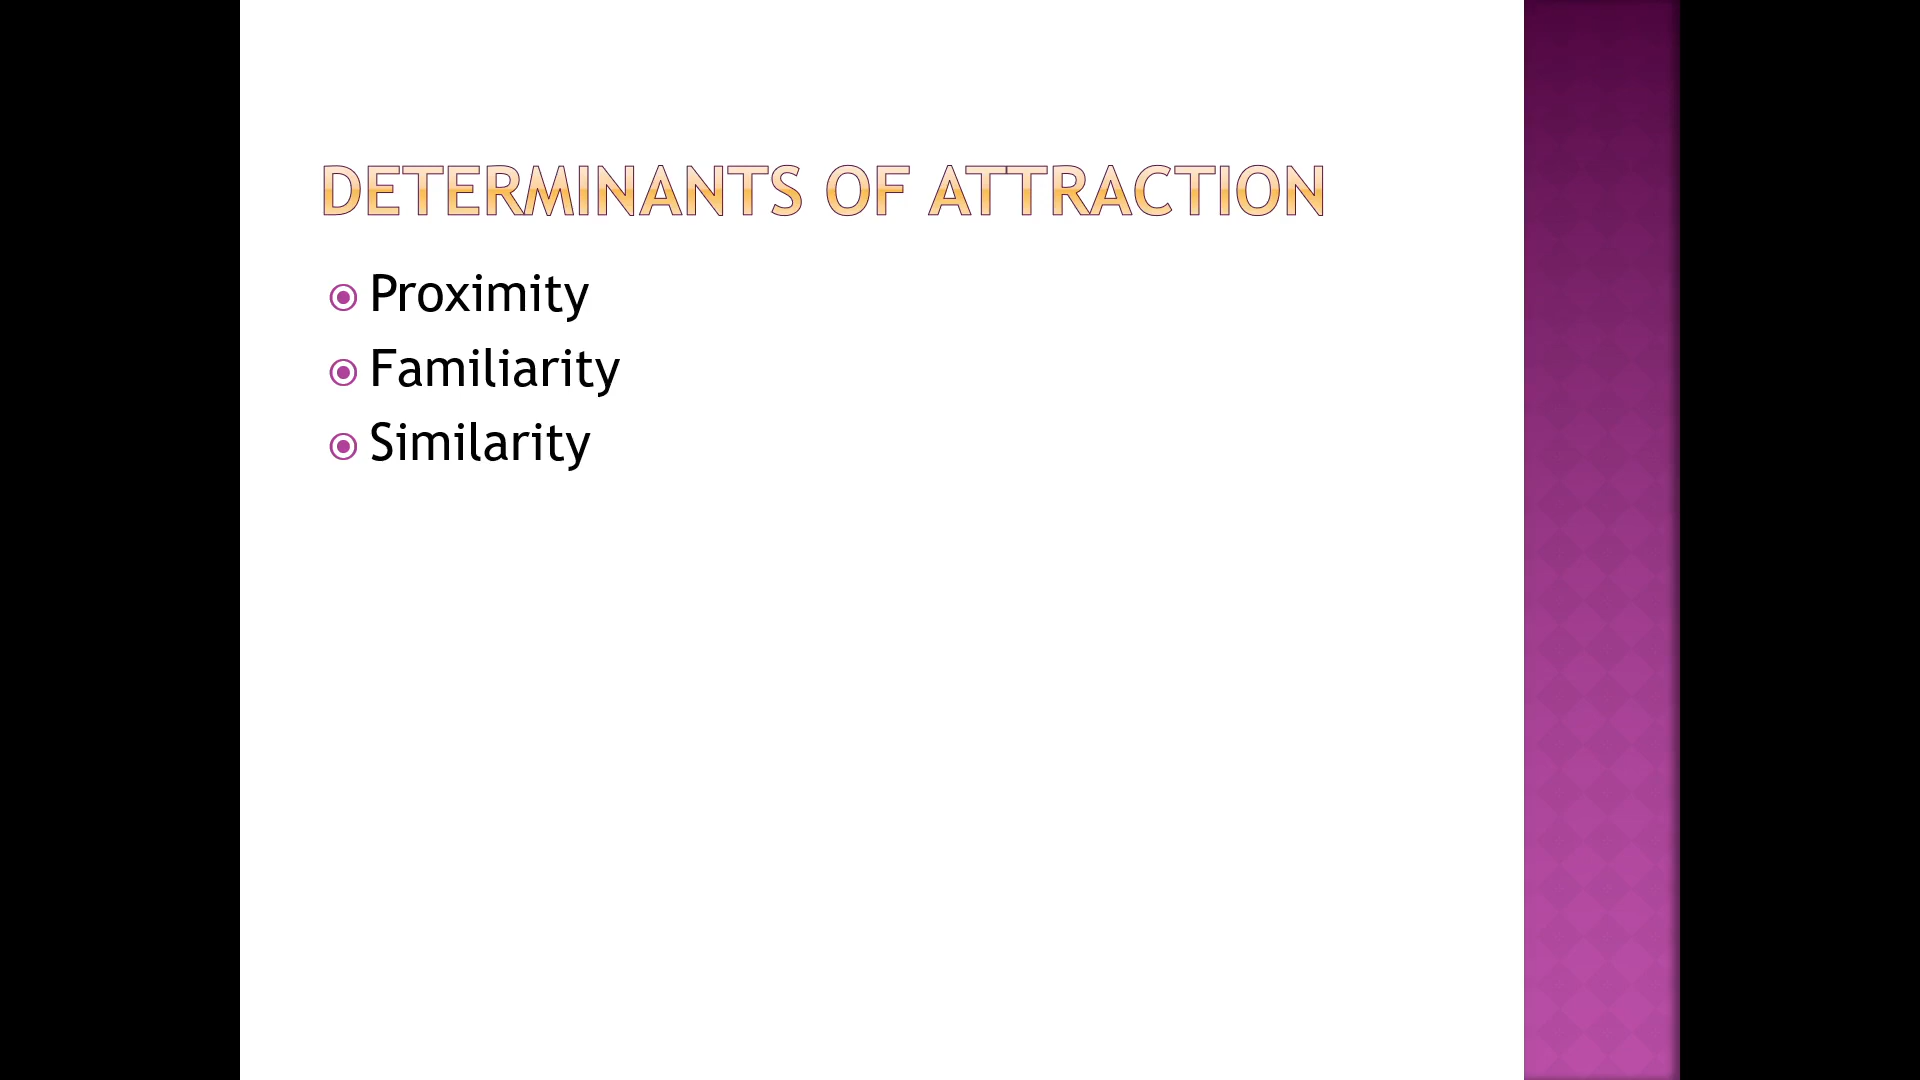 DETERMINANTS OF ATTRACTION
Proximity
Familiarity
Similarity